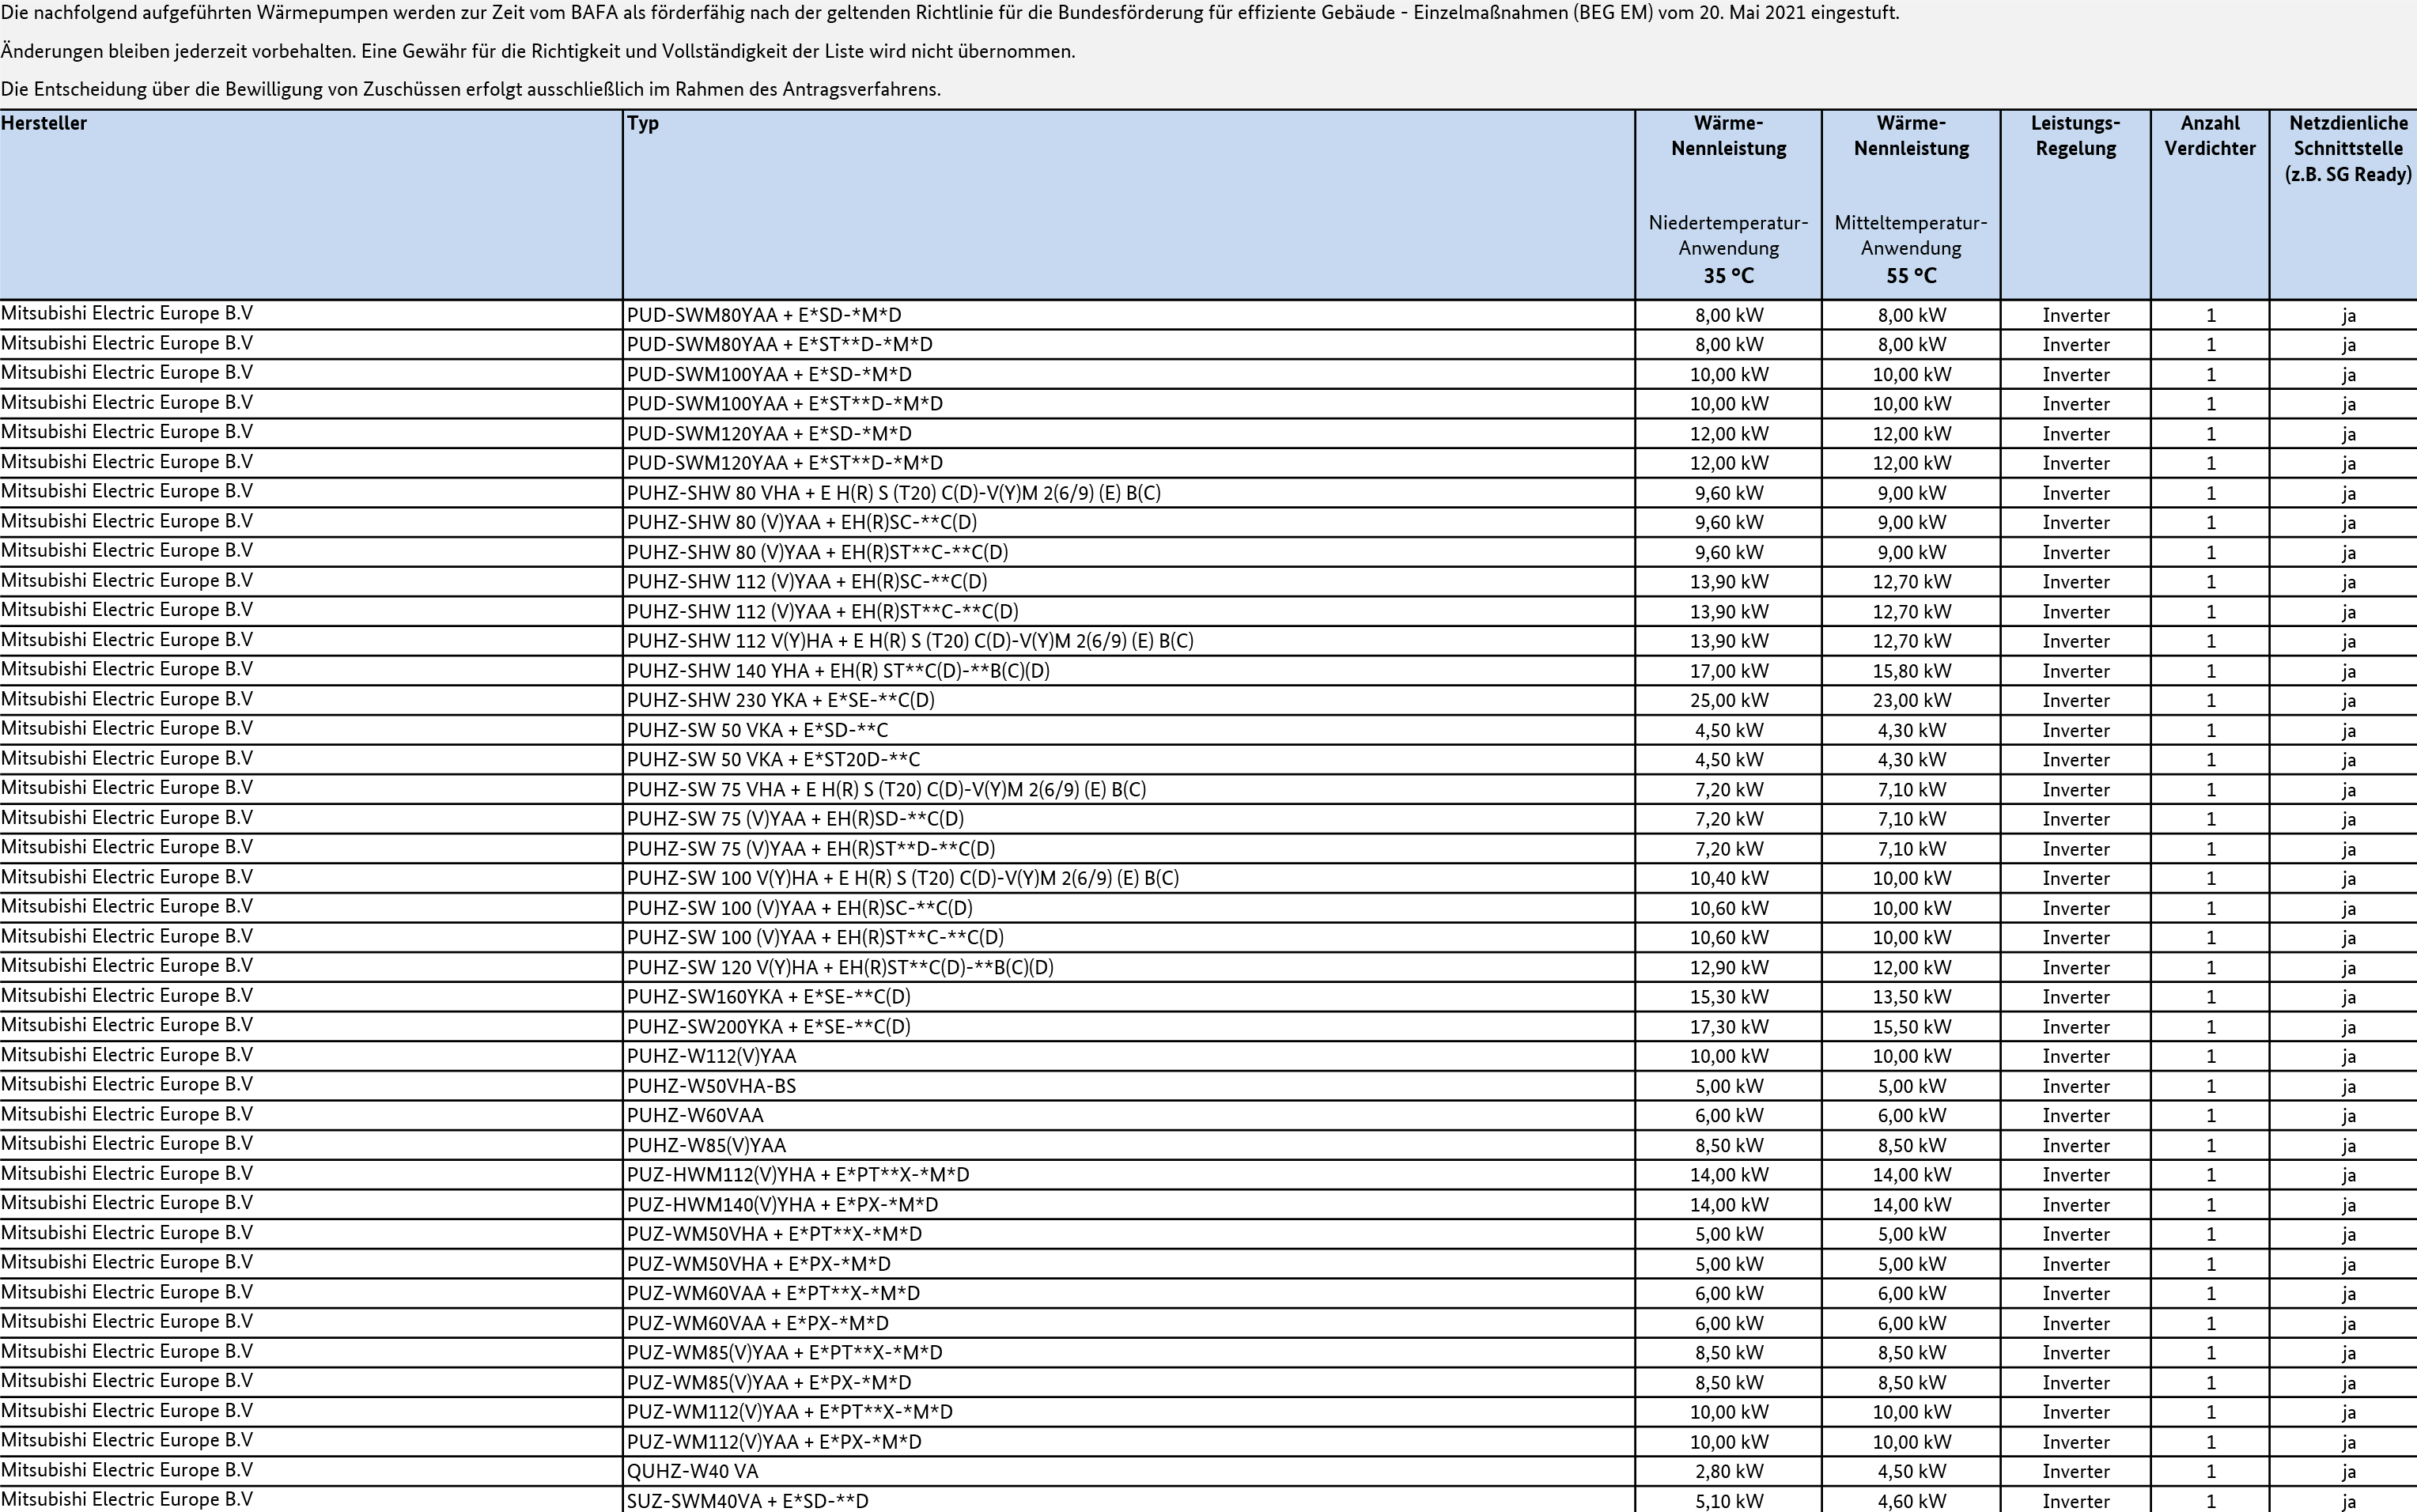 Die nachfolgend aufgeführten Wärmepumpen werden zur Zeit vom BAFA als förderfähig nach der geltenden Richtlinie für die Bundesförderung für effiziente Gebäude - Einzelmaßnahmen (BEG EM) vom 20. Mai 2021 eingestuft.
Änderungen bleiben jederzeit vorbehalten. Eine Gewähr für die Richtigkeit und Vollständigkeit der Liste wird nicht übernommen.
Die Entscheidung über die Bewilligung von Zuschüssen erfolgt ausschließlich im Rahmen des Antragsverfahrens.
Hersteller Typ Wärme- Wärme- Leistungs- Anzahl Netzdienliche
Nennleistung Nennleistung Regelung Verdichter Schnittstelle
(z.B. SG Ready)
Niedertemperatur- Mitteltemperatur-
Anwendung Anwendung
35 °C 55 °C
Mitsubishi Electric Europe B.V PUD-SWM80YAA + E*SD-*M*D 8,00 kW 8,00 kW Inverter 1 ja
Mitsubishi Electric Europe B.V PUD-SWM80YAA + E*ST**D-*M*D 8,00 kW 8,00 kW Inverter 1 ja
Mitsubishi Electric Europe B.V PUD-SWM100YAA + E*SD-*M*D 10,00 kW 10,00 kW Inverter 1 ja
Mitsubishi Electric Europe B.V PUD-SWM100YAA + E*ST**D-*M*D 10,00 kW 10,00 kW Inverter 1 ja
Mitsubishi Electric Europe B.V PUD-SWM120YAA + E*SD-*M*D 12,00 kW 12,00 kW Inverter 1 ja
Mitsubishi Electric Europe B.V PUD-SWM120YAA + E*ST**D-*M*D 12,00 kW 12,00 kW Inverter 1 ja
Mitsubishi Electric Europe B.V PUHZ-SHW 80 VHA + E H(R) S (T20) C(D)-V(Y)M 2(6/9) (E) B(C) 9,60 kW 9,00 kW Inverter 1 ja
Mitsubishi Electric Europe B.V PUHZ-SHW 80 (V)YAA + EH(R)SC-**C(D) 9,60 kW 9,00 kW Inverter 1 ja
Mitsubishi Electric Europe B.V PUHZ-SHW 80 (V)YAA + EH(R)ST**C-**C(D) 9,60 kW 9,00 kW Inverter 1 ja
Mitsubishi Electric Europe B.V PUHZ-SHW 112 (V)YAA + EH(R)SC-**C(D) 13,90 kW 12,70 kW Inverter 1 ja
Mitsubishi Electric Europe B.V PUHZ-SHW 112 (V)YAA + EH(R)ST**C-**C(D) 13,90 kW 12,70 kW Inverter 1 ja
Mitsubishi Electric Europe B.V PUHZ-SHW 112 V(Y)HA + E H(R) S (T20) C(D)-V(Y)M 2(6/9) (E) B(C) 13,90 kW 12,70 kW Inverter 1 ja
Mitsubishi Electric Europe B.V PUHZ-SHW 140 YHA + EH(R) ST**C(D)-**B(C)(D) 17,00 kW 15,80 kW Inverter 1 ja
Mitsubishi Electric Europe B.V PUHZ-SHW 230 YKA + E*SE-**C(D) 25,00 kW 23,00 kW Inverter 1 ja
Mitsubishi Electric Europe B.V PUHZ-SW 50 VKA + E*SD-**C 4,50 kW 4,30 kW Inverter 1 ja
Mitsubishi Electric Europe B.V PUHZ-SW 50 VKA + E*ST20D-**C 4,50 kW 4,30 kW Inverter 1 ja
Mitsubishi Electric Europe B.V PUHZ-SW 75 VHA + E H(R) S (T20) C(D)-V(Y)M 2(6/9) (E) B(C) 7,20 kW 7,10 kW Inverter 1 ja
Mitsubishi Electric Europe B.V PUHZ-SW 75 (V)YAA + EH(R)SD-**C(D) 7,20 kW 7,10 kW Inverter 1 ja
Mitsubishi Electric Europe B.V PUHZ-SW 75 (V)YAA + EH(R)ST**D-**C(D) 7,20 kW 7,10 kW Inverter 1 ja
Mitsubishi Electric Europe B.V PUHZ-SW 100 V(Y)HA + E H(R) S (T20) C(D)-V(Y)M 2(6/9) (E) B(C) 10,40 kW 10,00 kW Inverter 1 ja
Mitsubishi Electric Europe B.V PUHZ-SW 100 (V)YAA + EH(R)SC-**C(D) 10,60 kW 10,00 kW Inverter 1 ja
Mitsubishi Electric Europe B.V PUHZ-SW 100 (V)YAA + EH(R)ST**C-**C(D) 10,60 kW 10,00 kW Inverter 1 ja
Mitsubishi Electric Europe B.V PUHZ-SW 120 V(Y)HA + EH(R)ST**C(D)-**B(C)(D) 12,90 kW 12,00 kW Inverter 1 ja
Mitsubishi Electric Europe B.V PUHZ-SW160YKA + E*SE-**C(D) 15,30 kW 13,50 kW Inverter 1 ja
Mitsubishi Electric Europe B.V PUHZ-SW200YKA + E*SE-**C(D) 17,30 kW 15,50 kW Inverter 1 ja
Mitsubishi Electric Europe B.V PUHZ-W112(V)YAA 10,00 kW 10,00 kW Inverter 1 ja
Mitsubishi Electric Europe B.V PUHZ-W50VHA-BS 5,00 kW 5,00 kW Inverter 1 ja
Mitsubishi Electric Europe B.V PUHZ-W60VAA 6,00 kW 6,00 kW Inverter 1 ja
Mitsubishi Electric Europe B.V PUHZ-W85(V)YAA 8,50 kW 8,50 kW Inverter 1 ja
Mitsubishi Electric Europe B.V PUZ-HWM112(V)YHA + E*PT**X-*M*D 14,00 kW 14,00 kW Inverter 1 ja
Mitsubishi Electric Europe B.V PUZ-HWM140(V)YHA + E*PX-*M*D 14,00 kW 14,00 kW Inverter 1 ja
Mitsubishi Electric Europe B.V PUZ-WM50VHA + E*PT**X-*M*D 5,00 kW 5,00 kW Inverter 1 ja
Mitsubishi Electric Europe B.V PUZ-WM50VHA + E*PX-*M*D 5,00 kW 5,00 kW Inverter 1 ja
Mitsubishi Electric Europe B.V PUZ-WM60VAA + E*PT**X-*M*D 6,00 kW 6,00 kW Inverter 1 ja
Mitsubishi Electric Europe B.V PUZ-WM60VAA + E*PX-*M*D 6,00 kW 6,00 kW Inverter 1 ja
Mitsubishi Electric Europe B.V PUZ-WM85(V)YAA + E*PT**X-*M*D 8,50 kW 8,50 kW Inverter 1 ja
Mitsubishi Electric Europe B.V PUZ-WM85(V)YAA + E*PX-*M*D 8,50 kW 8,50 kW Inverter 1 ja
Mitsubishi Electric Europe B.V PUZ-WM112(V)YAA + E*PT**X-*M*D 10,00 kW 10,00 kW Inverter 1 ja
Mitsubishi Electric Europe B.V PUZ-WM112(V)YAA + E*PX-*M*D 10,00 kW 10,00 kW Inverter 1 ja
Mitsubishi Electric Europe B.V QUHZ-W40 VA 2,80 kW 4,50 kW Inverter 1 ja
Mitsubishi Electric Europe B.V SUZ-SWM40VA + E*SD-**D 5,10 kW 4,60 kW Inverter 1 ja